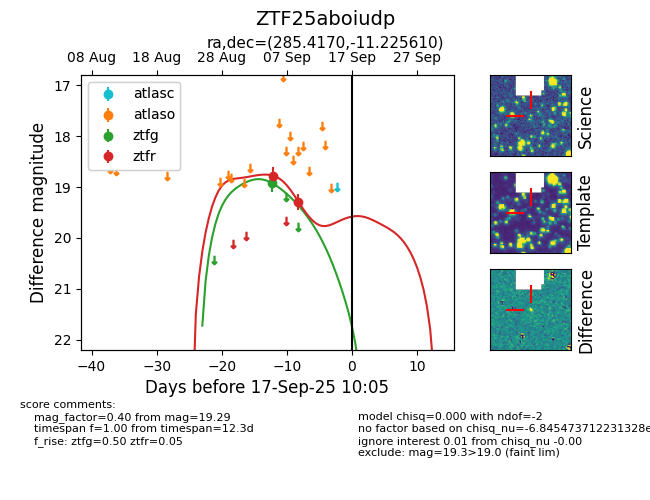 ZTF25aboiudp
ra,dec=(285.4170,-11.225610)
08 Aug 18 Aug 28 Aug 07 Sep 17 Sep 27 Sep
atlasc
atlaso
ztfg
ztfr
17
18
19
20
21
22
Difference magnitude
−40 −30 −20 −10 0 10
Days before 17-Sep-25 10:05
Science
Template
Difference
score comments:
mag_factor=0.40 from mag=19.29
timespan f=1.00 from timespan=12.3d
f_rise: ztfg=0.50 ztfr=0.05
model chisq=0.000 with ndof=-2
no factor based on chisq_nu=-6.845473712231328e
ignore interest 0.01 from chisq_nu -0.00
exclude: mag=19.3>19.0 (faint lim)